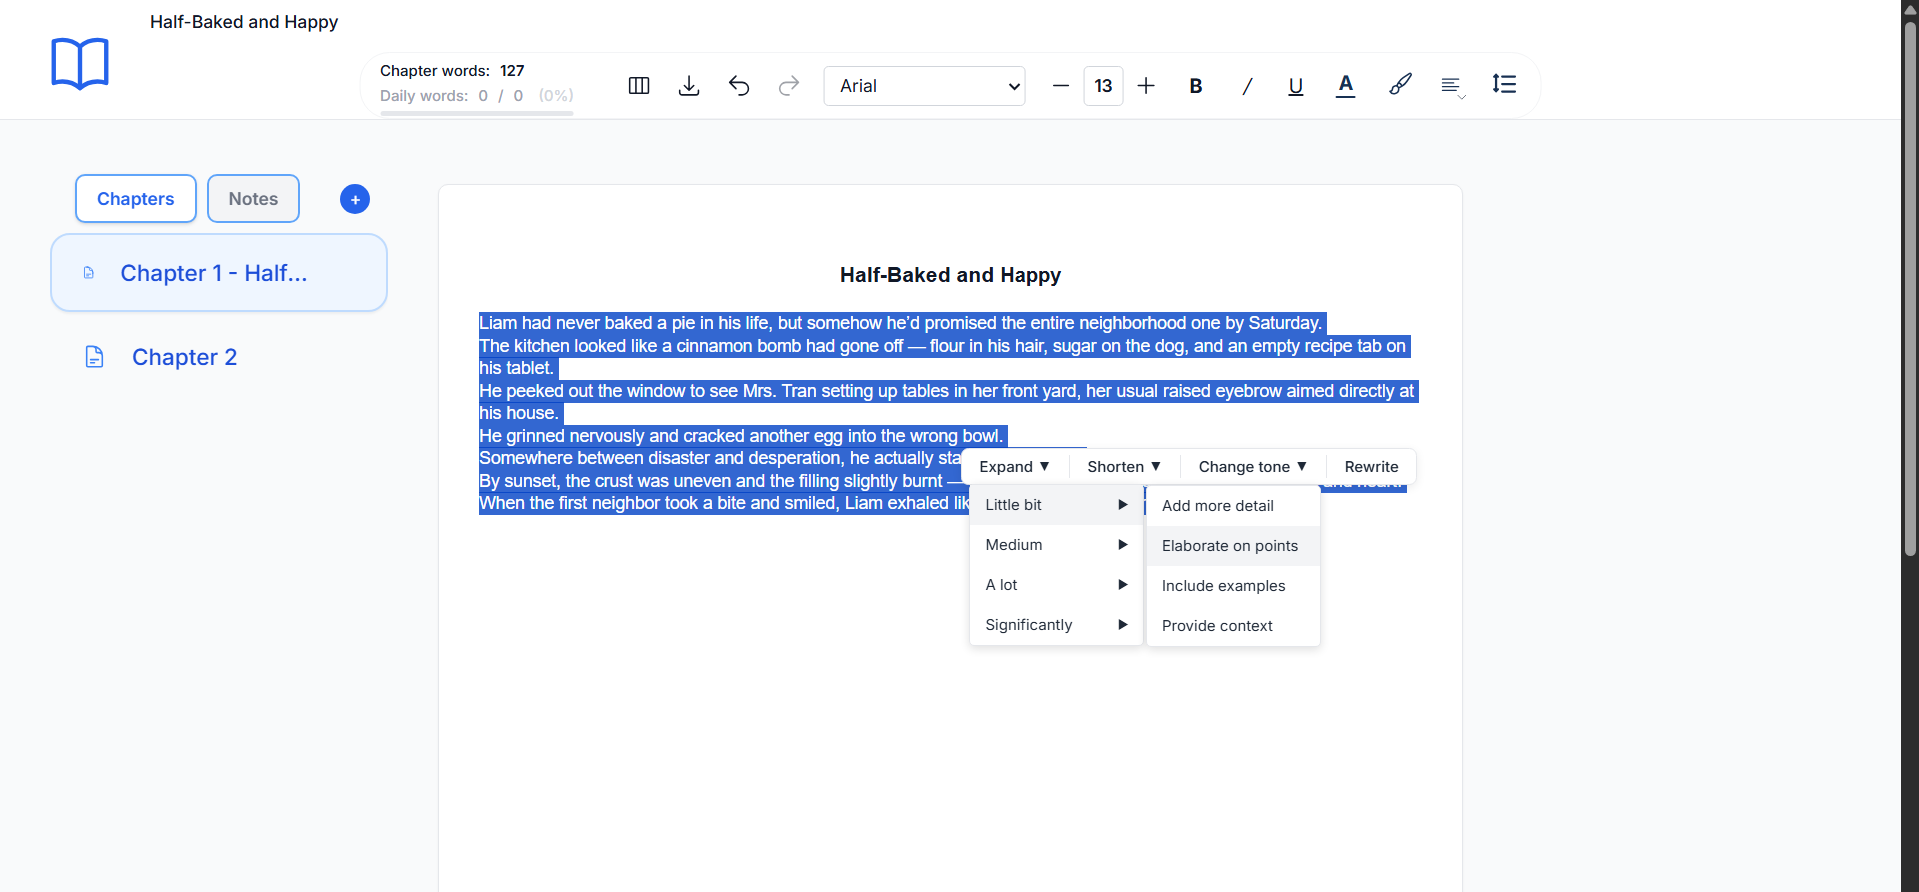 Half-Baked and Happy
Chapter words: 127
Daily words: 0 / 0 (0%)
Arial
13
B
/
U
A
Chapters
Notes
+
Chapter 1 - Half...
Chapter 2
Half-Baked and Happy
Liam had never baked a pie in his life, but somehow he’d promised the entire neighborhood one by Saturday.
The kitchen looked like a cinnamon bomb had gone off — flour in his hair, sugar on the dog, and an empty recipe tab on
his tablet.
He peeked out the window to see Mrs. Tran setting up tables in her front yard, her usual raised eyebrow aimed directly at
his house.
He grinned nervously and cracked another egg into the wrong bowl.
Somewhere between disaster and desperation, he actually
By sunset, the crust was uneven and the filling slightly burnt —
When the first neighbor took a bite and smiled, Liam exhaled
Expand ▼
Shorten ▼
Change tone ▼
Rewrite
Little bit ▶
Medium ▶
A lot ▶
Significantly ▶
Add more detail
Elaborate on points
Include examples
Provide context